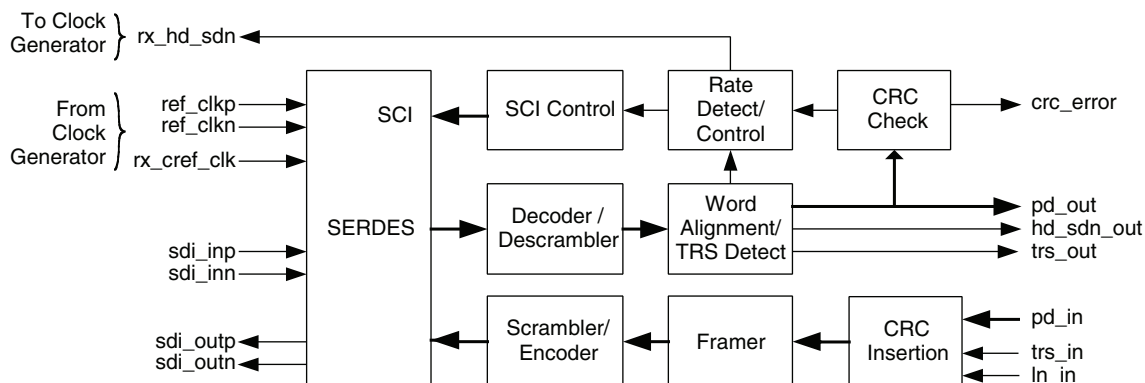 To Clock
Generator
rx_hd_sdn
From
Clock
Generator
ref_clkp
ref_clkn
rx_cref_clk
SCI
SERDES
SCI Control
Rate
Detect/
Control
CRC
Check
crc_error
Decoder /
Descrambler
Word
Alignment/
TRS Detect
pd_out
hd_sdn_out
trs_out
sdi_inp
sdi_inn
sdi_outp
sdi_outn
Scrambler/
Encoder
Framer
CRC
Insertion
pd_in
trs_in
ln_in